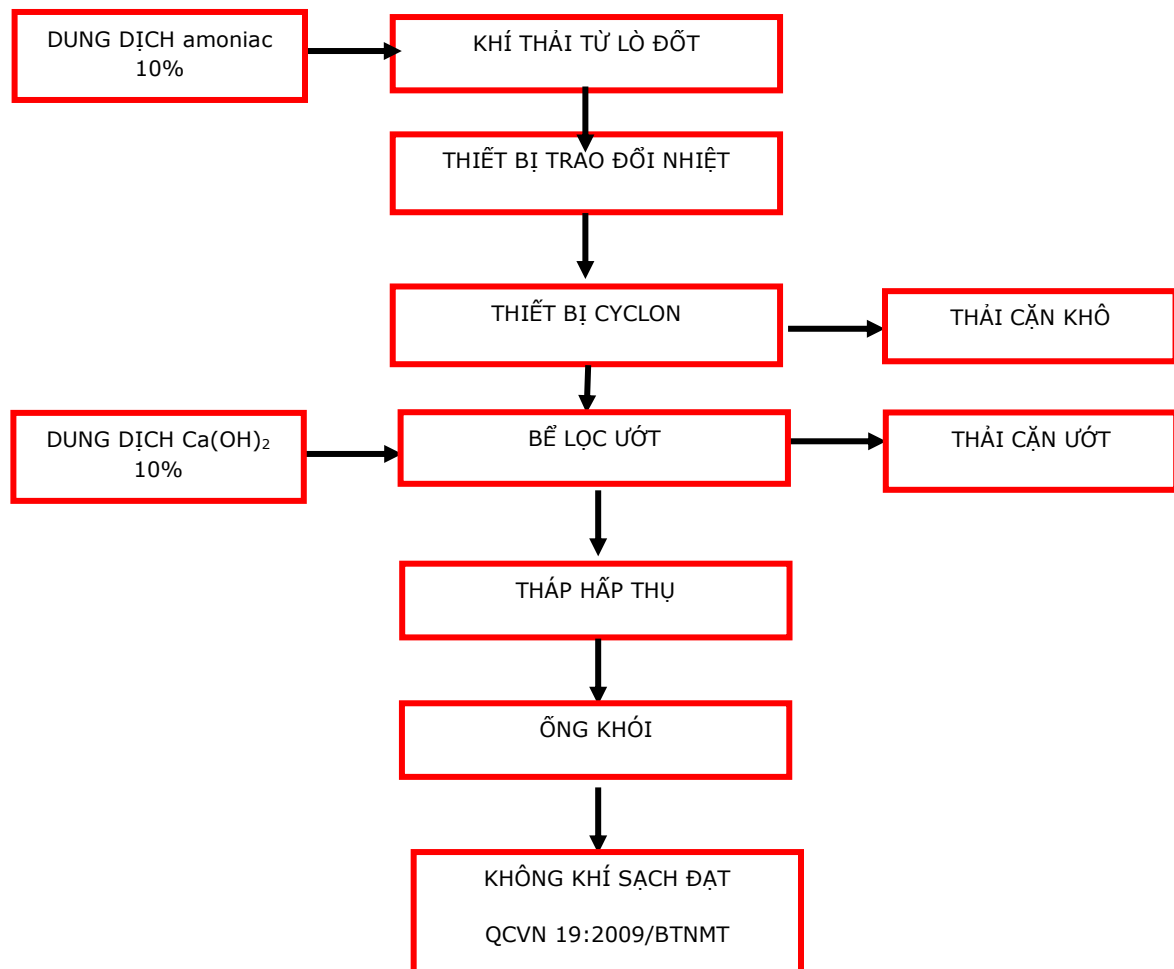 DUNG DỊCH amoniac
10%
KHÍ THẢI TỪ LÒ ĐỐT
THIẾT BỊ TRAO ĐỔI NHIỆT
THIẾT BỊ CYCLON
THẢI CẶN KHÔ
DUNG DỊCH Ca(OH)₂
10%
BỂ LỌC ƯỚT
THẢI CẶN ƯỚT
THÁP HẤP THỤ
ỐNG KHÓI
KHÔNG KHÍ SẠCH ĐẠT
QCVN 19:2009/BTNMT